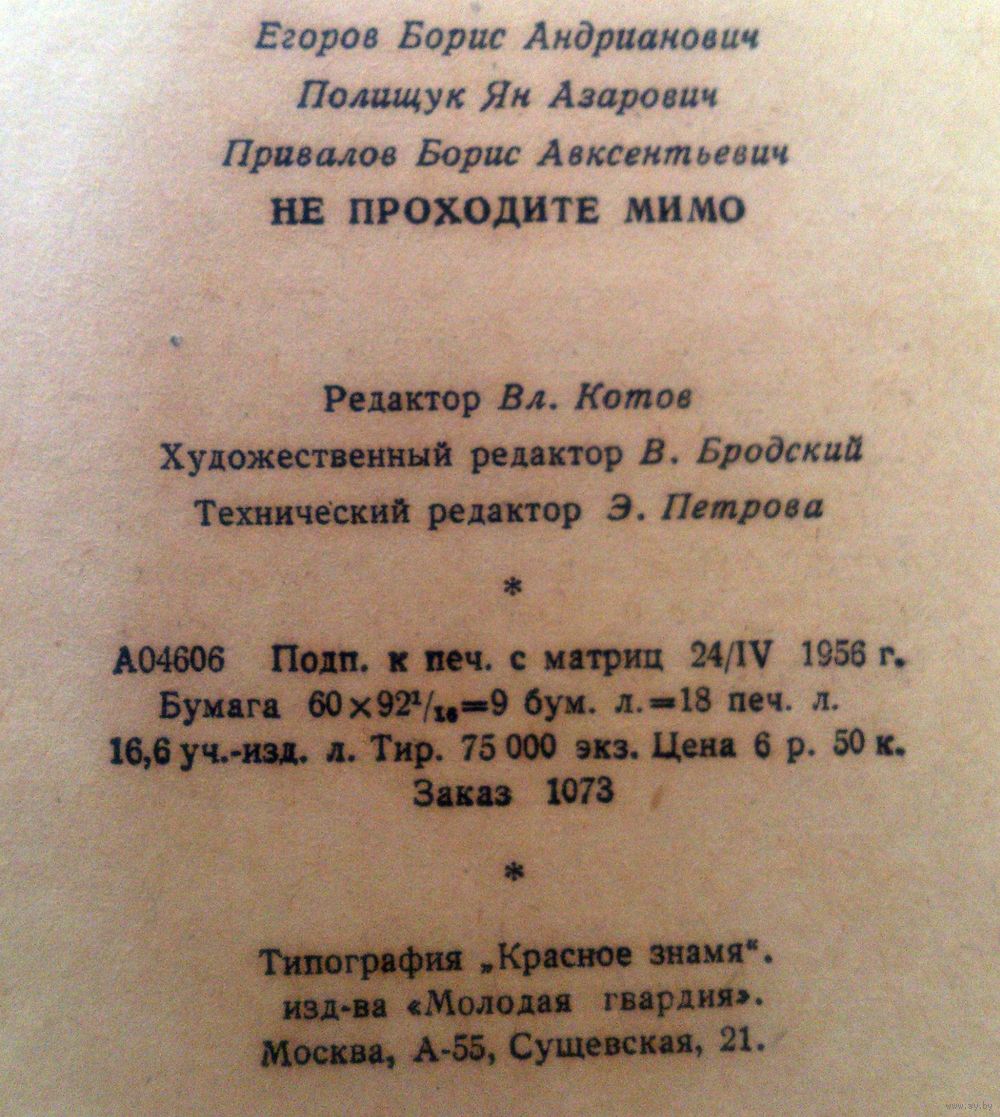 Егоров Борис Андрианович
Полищук Ян Азарович
Привалов Борис Авксентьевич
НЕ ПРОХОДИТЕ МИМО
Редактор Вл. Котов
Художественный редактор В. Бродский
Технический редактор Э. Петрова
*
А04606 Подп. к печ. с матриц 24/IV 1956 г.
Бумага 60×92¹/₁₆=9 бум. л.=18 печ. л.
16,6 уч.-изд. л. Тир. 75 000 экз. Цена 6 р. 50 к.
Заказ 1073
*
Типография „Красное знамя“.
изд-ва «Молодая гвардия».
Москва, А-55, Сущевская, 21.
www.ay.by